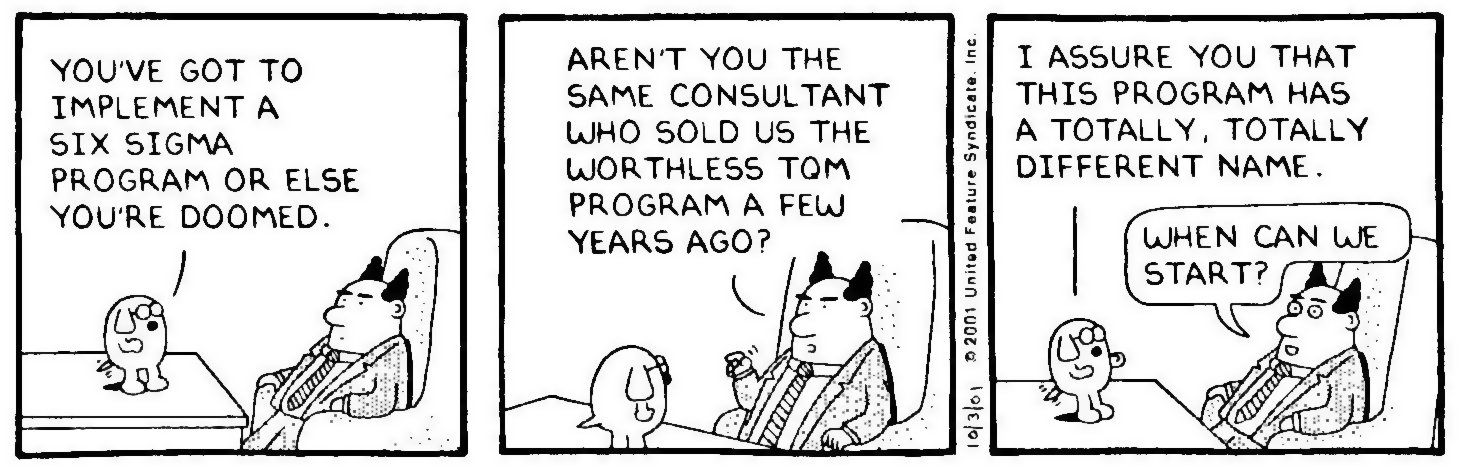 YOU'VE GOT TO
IMPLEMENT A
SIX SIGMA
PROGRAM OR ELSE
YOU'RE DOOMED.
AREN'T YOU THE
SAME CONSULTANT
WHO SOLD US THE
WORTHLESS TQM
PROGRAM A FEW
YEARS AGO?
10/3/01 © 2001 United Feature Syndicate, Inc.
I ASSURE YOU THAT
THIS PROGRAM HAS
A TOTALLY, TOTALLY
DIFFERENT NAME.
WHEN CAN WE
START?